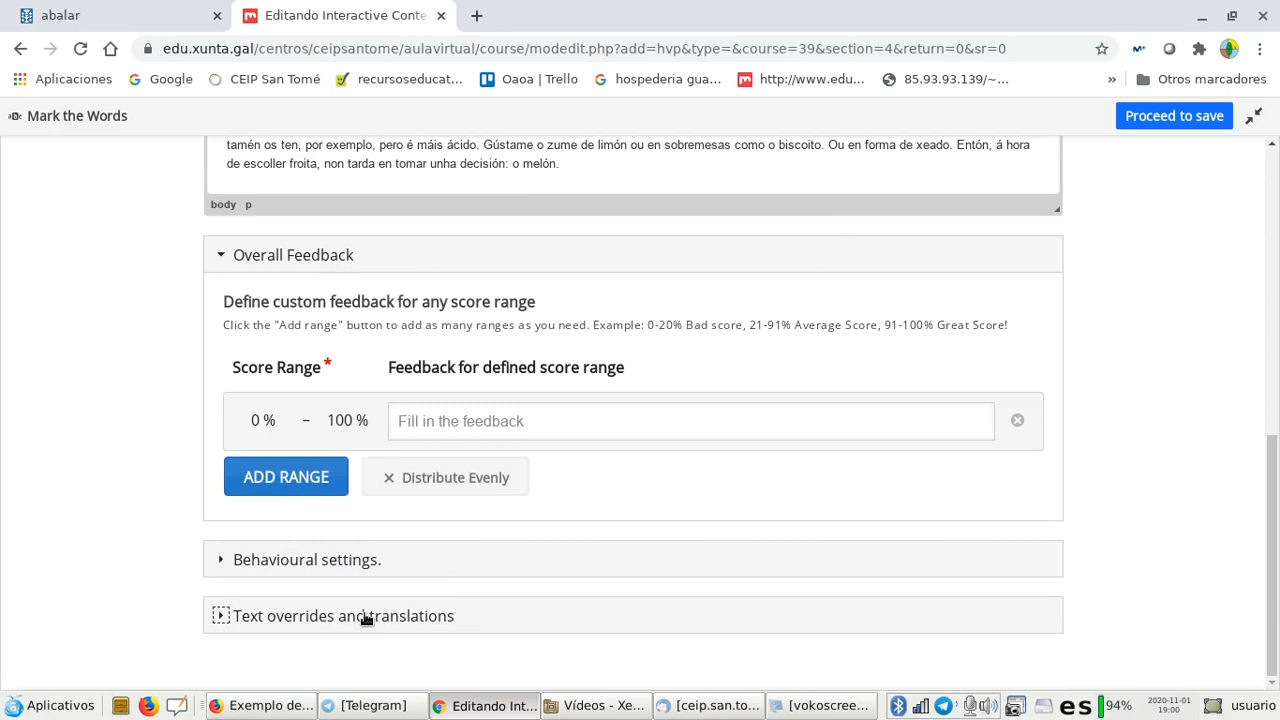 abalar
Editando Interactive Conte
edu.xunta.gal/centros/ceipsantome/aulavirtual/course/modedit.php?add=hvp&type=&course=39&section=4&return=0&sr=0
Aplicaciones Google CEIP San Tomé recursoseducat... Oaoa | Trello hospederia gua... http://www.edu... 85.93.93.139/~... » Otros marcadores
Mark the Words
Proceed to save
tamén os ten, por exemplo, pero é máis ácido. Gústame o zume de limón ou en sobremesas como o biscoito. Ou en forma de xeado. Entón, á hora
de escoller froita, non tarda en tomar unha decisión: o melón.
body p
Overall Feedback
Define custom feedback for any score range
Click the "Add range" button to add as many ranges as you need. Example: 0-20% Bad score, 21-91% Average Score, 91-100% Great Score!
Score Range * Feedback for defined score range
0 % – 100 % Fill in the feedback
ADD RANGE Distribute Evenly
Behavioural settings.
Text overrides and translations
Aplicativos Exemplo de... [Telegram] Editando Int... Vídeos - Xe... [ceip.san.to... [vokoscree... es 94% 2020-11-01 19:00 usuario